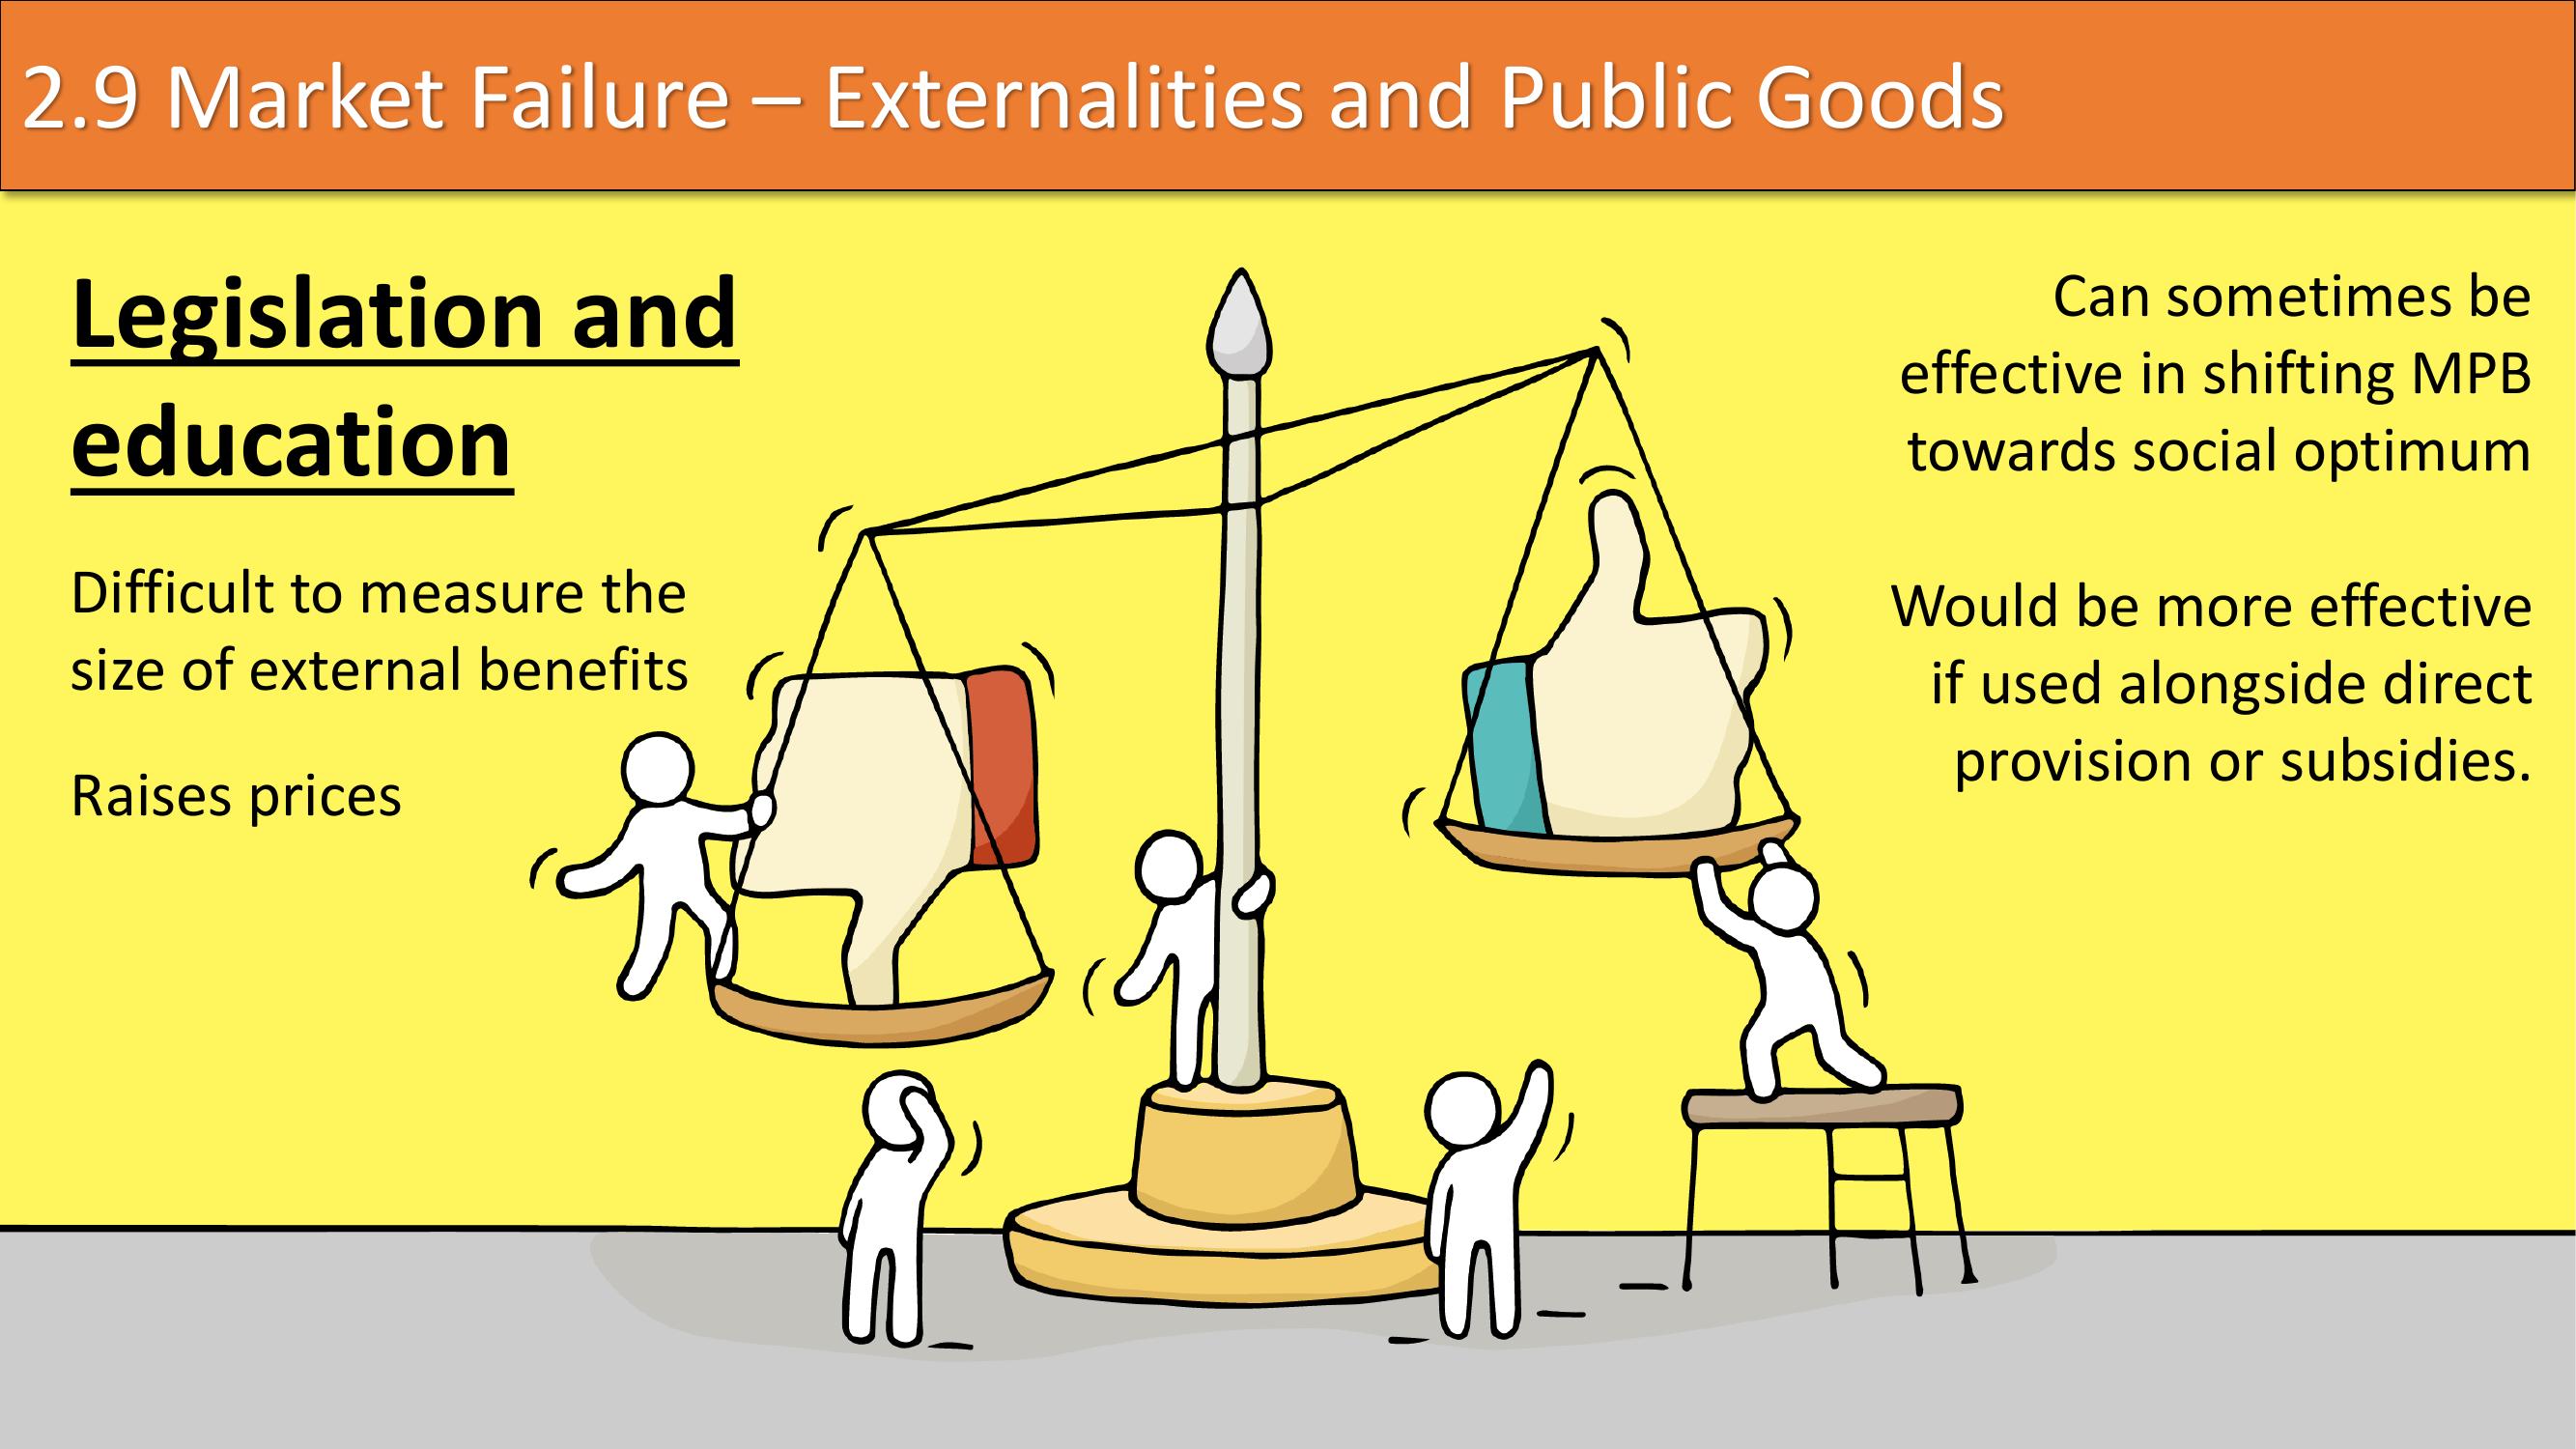 2.9 Market Failure – Externalities and Public Goods
Legislation and
education
Difficult to measure the
size of external benefits
Raises prices
Can sometimes be
effective in shifting MPB
towards social optimum
Would be more effective
if used alongside direct
provision or subsidies.